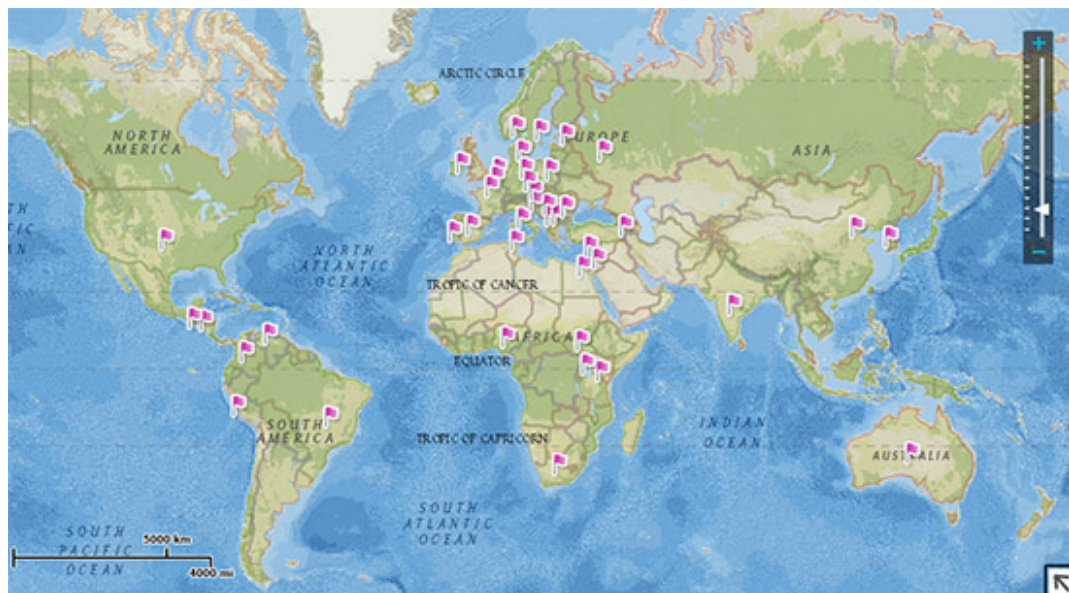 ARCTIC CIRCLE
NORTH
AMERICA
EUROPE
ASIA
NORTH
ATLANTIC
OCEAN
TROPIC OF CANCER
AFRICA
EQUATOR
SOUTH
AMERICA
TROPIC OF CAPRICORN
INDIAN
OCEAN
AUSTRALIA
SOUTH
ATLANTIC
OCEAN
SOUTH
PACIFIC
OCEAN
5000 km
4000 mi